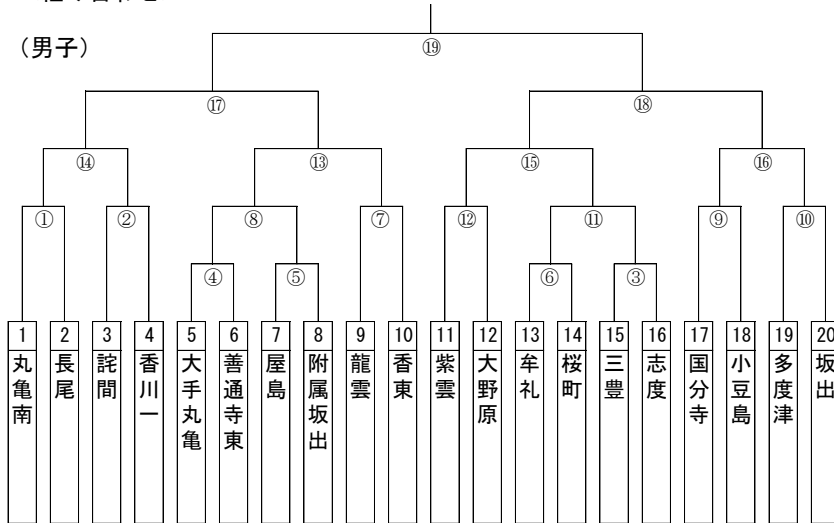 （男子）
⑲
⑰
⑱
⑭
⑬
⑮
⑯
①
②
⑧
⑦
⑫
⑪
⑨
⑩
④
⑤
⑥
③
1 2 3 4 5 6 7 8 9 10 11 12 13 14 15 16 17 18 19 20
丸亀南
長尾
詫間
香川一
大手丸亀
善通寺東
屋島
附属坂出
龍雲
香東
紫雲
大野原
牟礼
桜町
三豊
志度
国分寺
小豆島
多度津
坂出